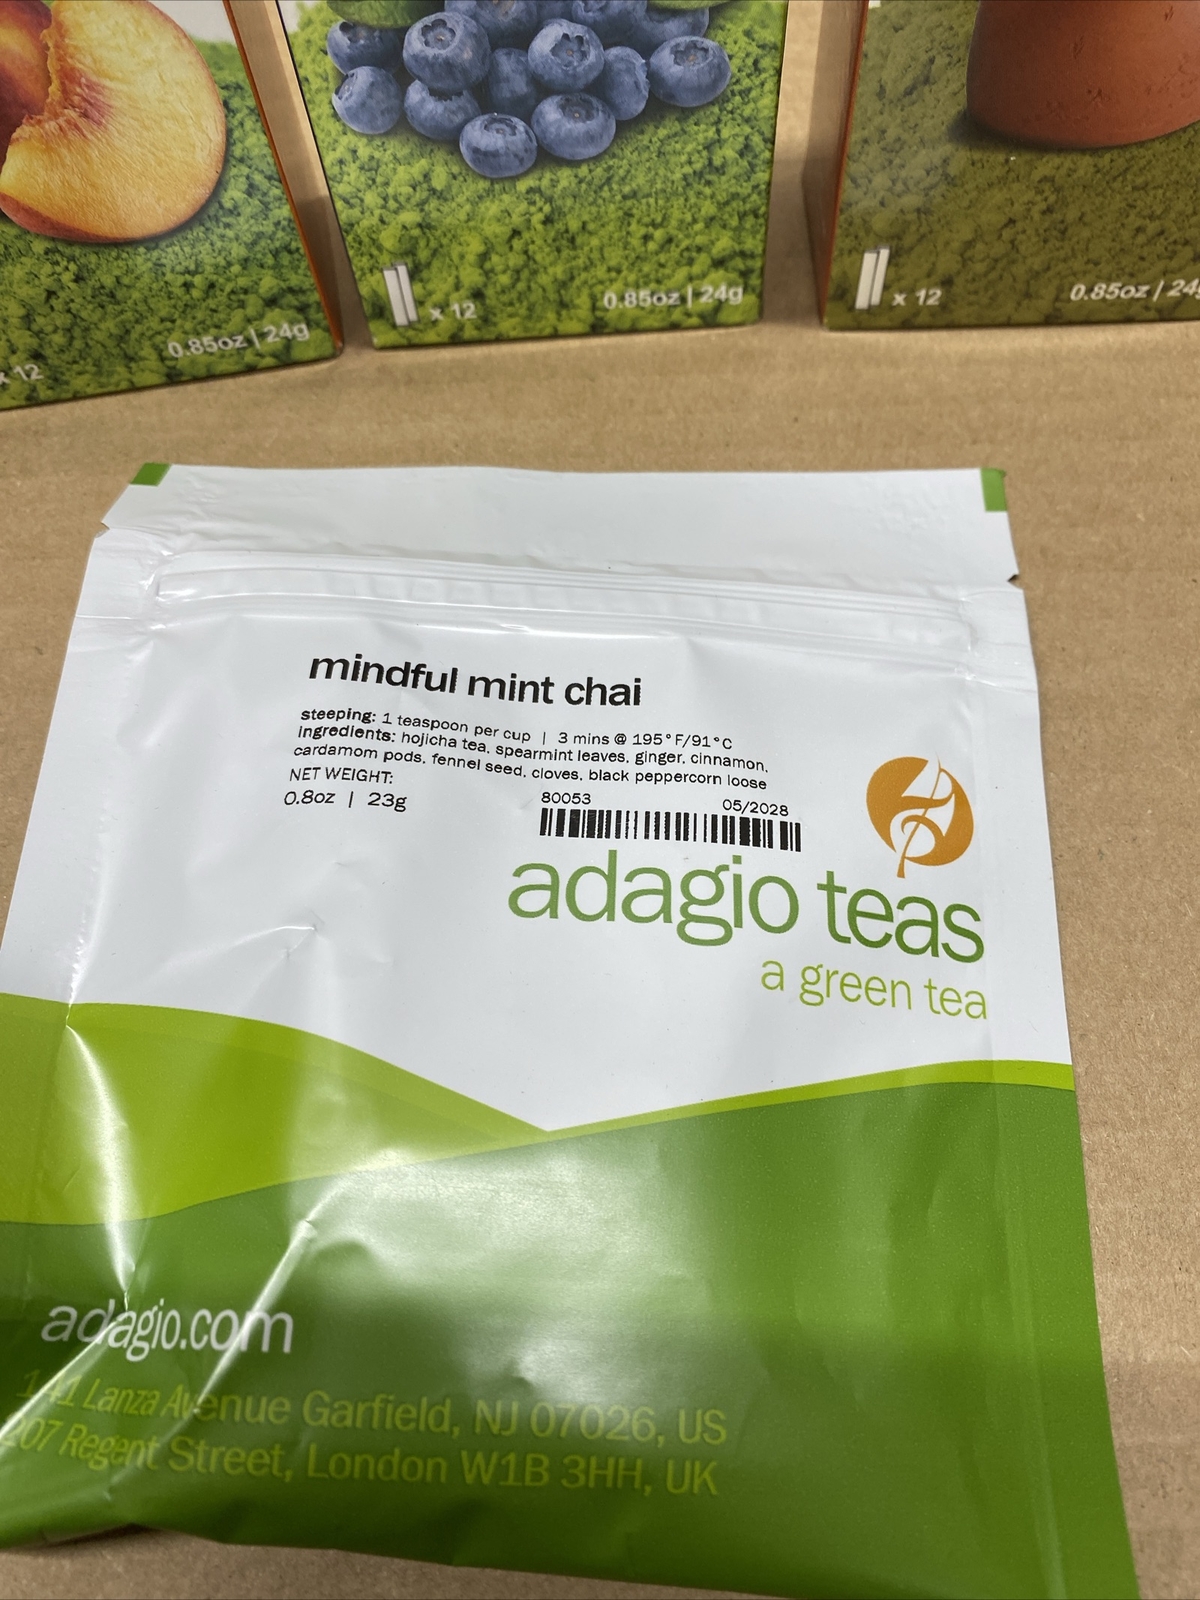 x 12
0.85oz | 24g
x 12
0.85oz | 24g
x 12
0.85oz | 24g
mindful mint chai
steeping: 1 teaspoon per cup | 3 mins @ 195°F/91°C
ingredients: hojicha tea, spearmint leaves, ginger, cinnamon,
cardamom pods, fennel seed, cloves, black peppercorn loose
NET WEIGHT:
0.8oz | 23g
80053 05/2028
adagio teas
a green tea
adagio.com
141 Lanza Avenue Garfield, NJ 07026, US
207 Regent Street, London W1B 3HH, UK